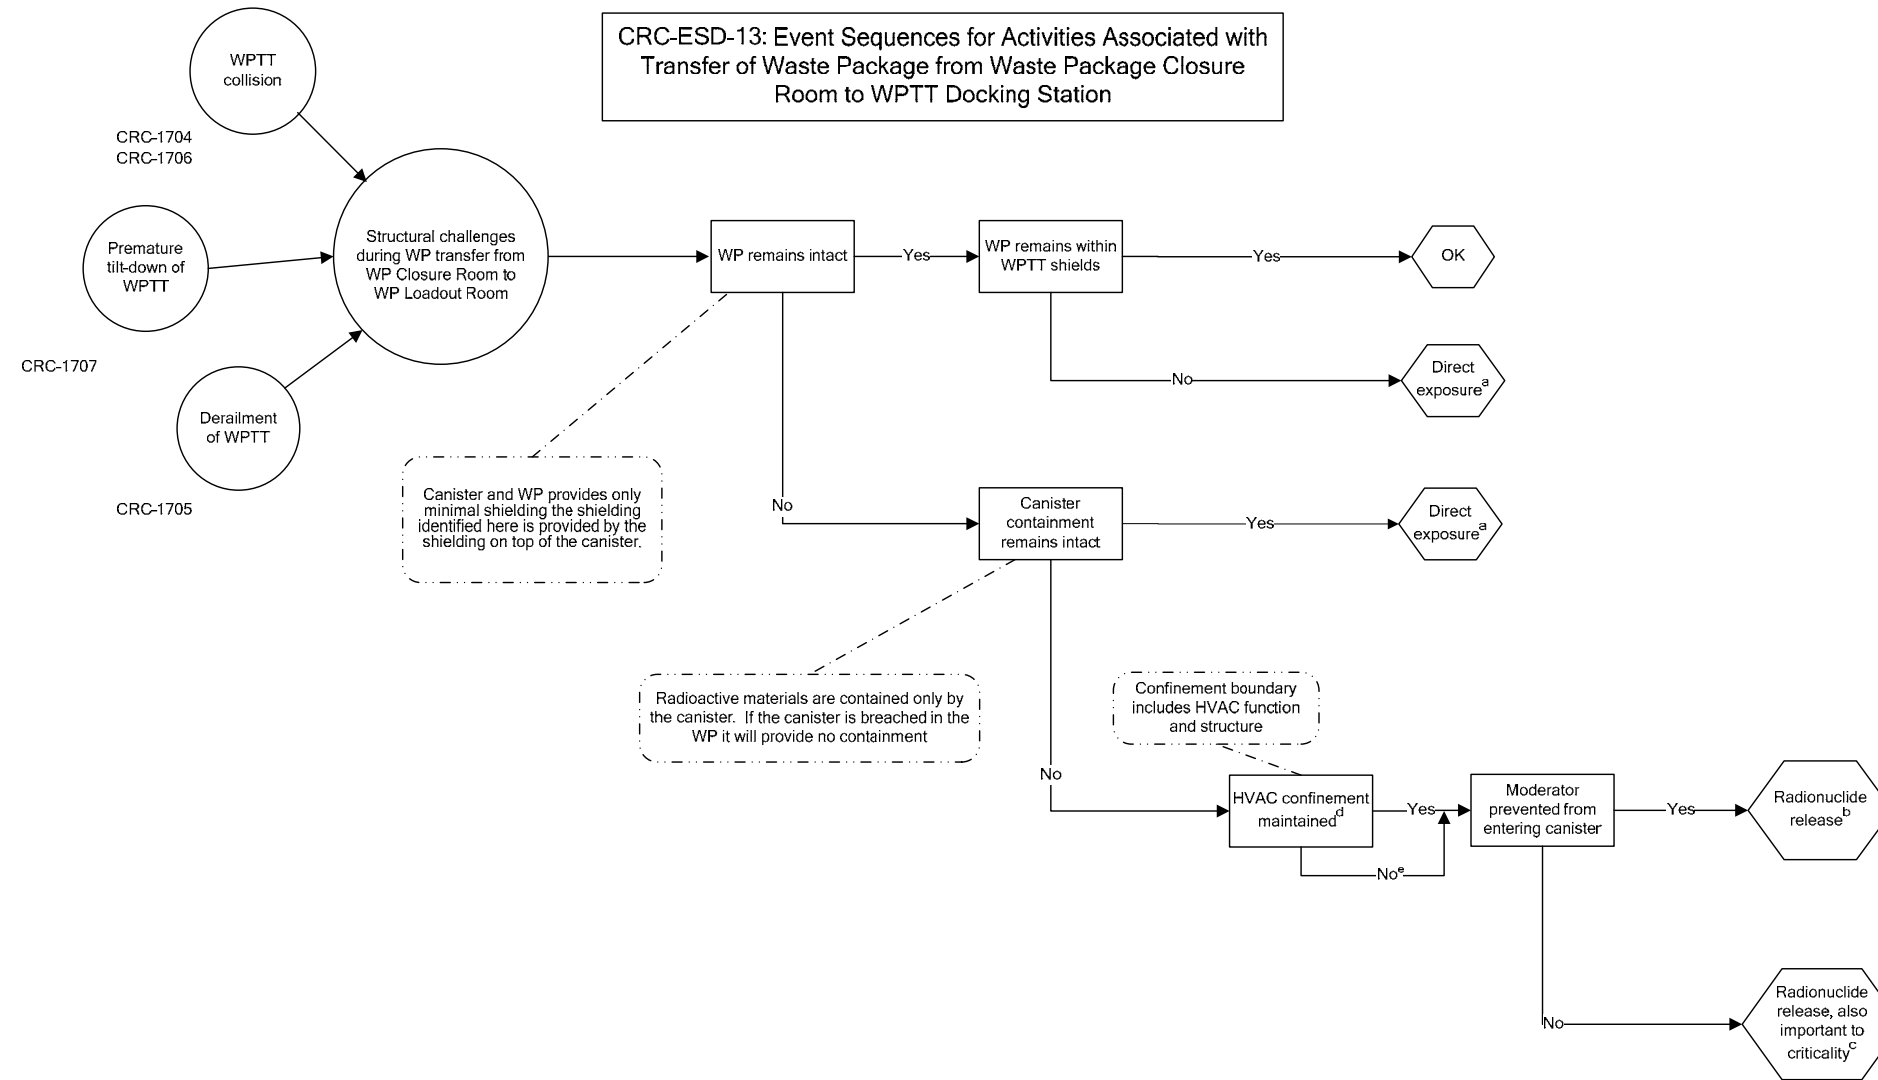 CRC-ESD-13: Event Sequences for Activities Associated with
Transfer of Waste Package from Waste Package Closure
Room to WPTT Docking Station
WPTT
collision
CRC-1704
CRC-1706
Premature
tilt-down of
WPTT
CRC-1707
Derailment
of WPTT
CRC-1705
Structural challenges
during WP transfer from
WP Closure Room to
WP Loadout Room
WP remains intact
Yes
WP remains within
WPTT shields
Yes
OK
No
Direct
exposure^a
Canister and WP provides only
minimal shielding the shielding
identified here is provided by the
shielding on top of the canister.
No
Canister
containment
remains intact
Yes
Direct
exposure^a
Radioactive materials are contained only by
the canister. If the canister is breached in the
WP it will provide no containment
Confinement boundary
includes HVAC function
and structure
No
HVAC confinement
maintained^d
Yes
No^e
Moderator
prevented from
entering canister
Yes
Radionuclide
release^b
No
Radionuclide
release, also
important to
criticality^c